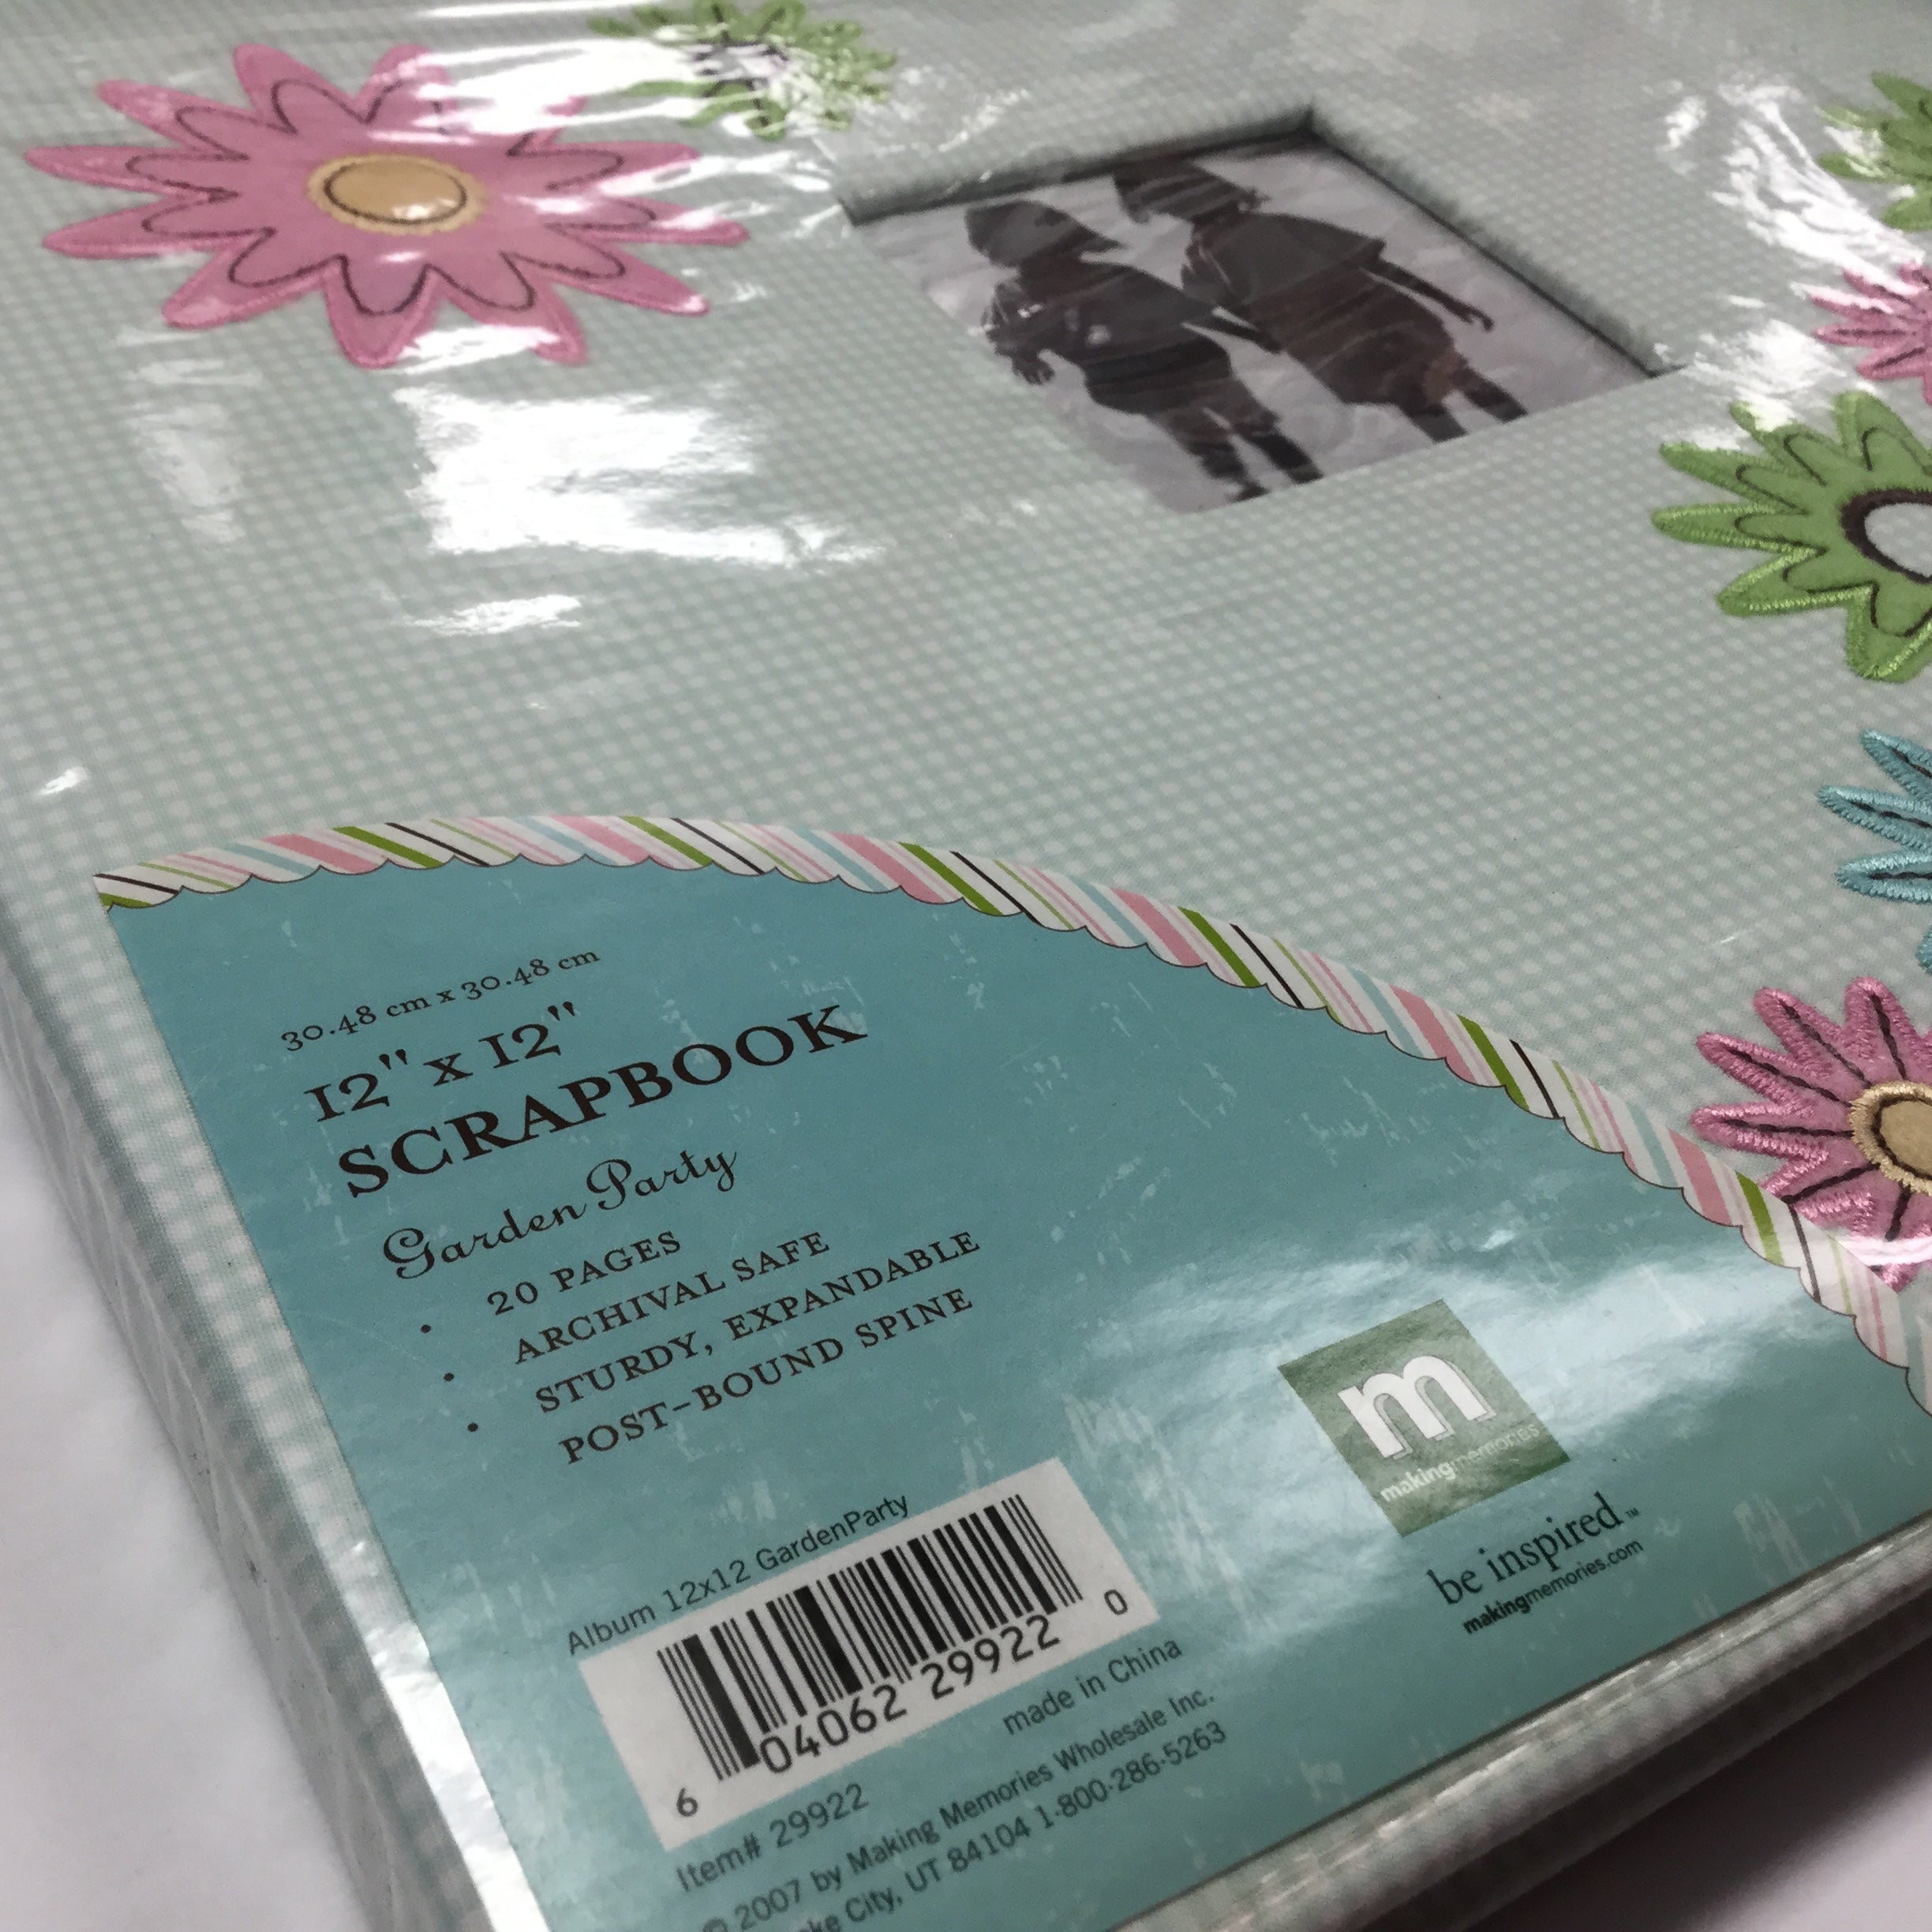 30.48 cm x 30.48 cm
12" x 12"
SCRAPBOOK
Garden Party
• 20 PAGES
• ARCHIVAL SAFE
• STURDY, EXPANDABLE
POST-BOUND SPINE
Album 12x12 GardenParty
6 04062 29922 0
made in China
Item# 29922
© 2007 by Making Memories Wholesale Inc.
City, UT 84104 1-800-286-5263
m
makingmemories
be inspired™
makingmemories.com